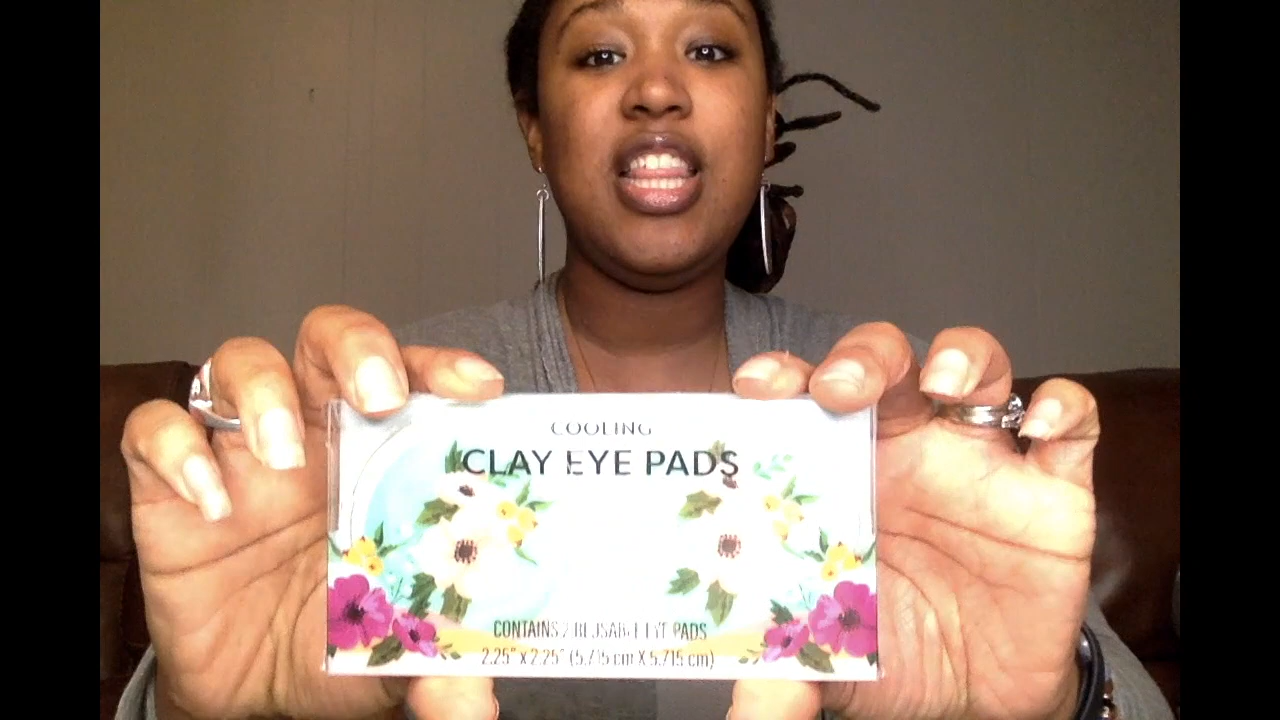 COOLING
CLAY EYE PADS
CONTAINS 2 REUSABLE EYE PADS
2.25" x 2.25" (5.715 cm X 5.715 cm)